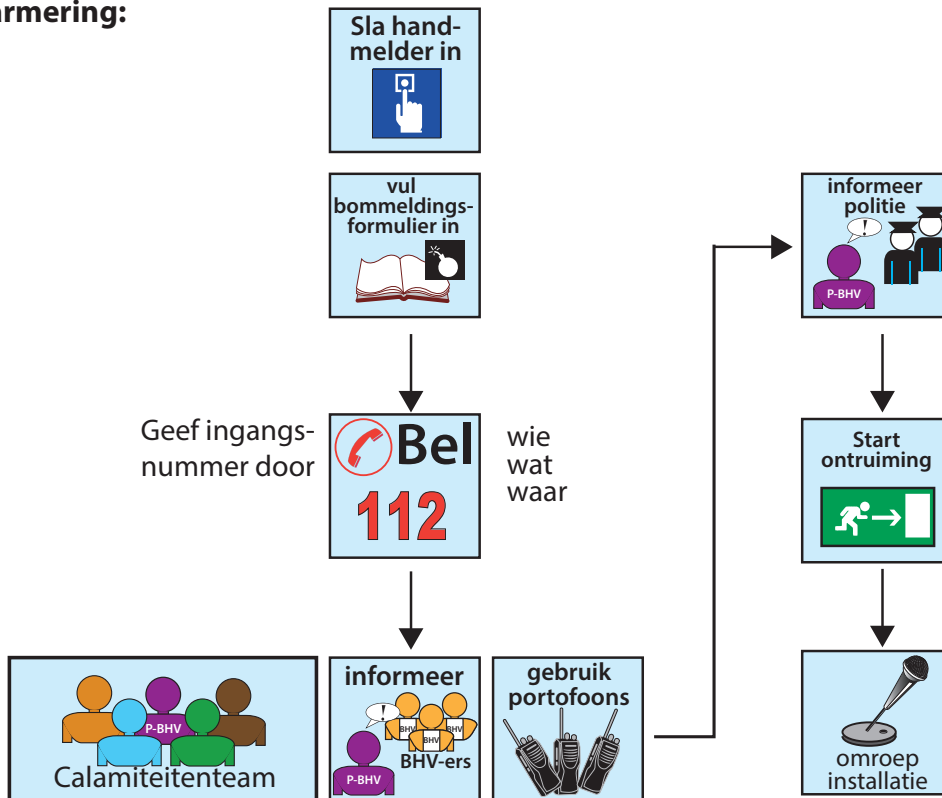 armering:
Sla hand-
melder in
vul
bommeldings-
formulier in
Geef ingangs-
nummer door
Bel
112
wie
wat
waar
Calamiteitenteam
P-BHV
informeer
!
BHV
BHV
BHV
BHV-ers
P-BHV
gebruik
portofoons
informeer
politie
!
P-BHV
Start
ontruiming
omroep
installatie